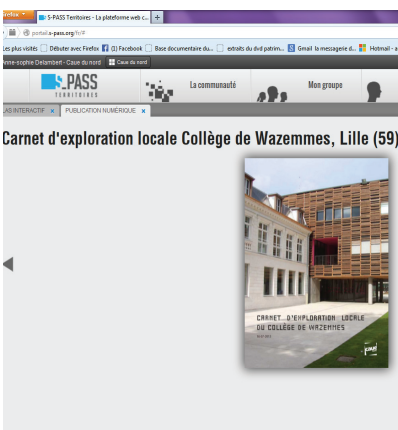 S-PASS Territoires - La plateforme web c... × +
portail.s-pass.org/fr/#
Les plus visités Débuter avec Firefox (1) Facebook Base documentaire du... extraits du dvd patrim... Gmail la messagerie d... Hotmail - a
Anne-sophie Delambert - Caue du nord Caue du nord
S-PASS
TERRITOIRES
La communauté
Mon groupe
LAS INTERACTIF × PUBLICATION NUMÉRIQUE ×
Carnet d'exploration locale Collège de Wazemmes, Lille (59)
CARNET D'EXPLORATION LOCALE
DU COLLÈGE DE WAZEMMES